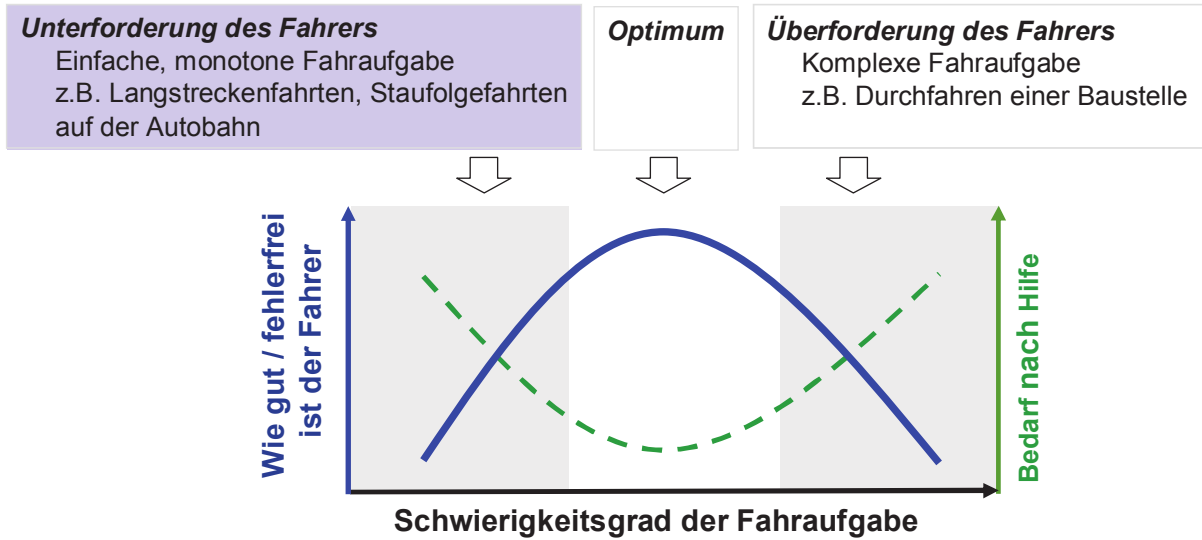 Unterforderung des Fahrers
Einfache, monotone Fahraufgabe
z.B. Langstreckenfahrten, Staufolgefahrten
auf der Autobahn
Optimum
Überforderung des Fahrers
Komplexe Fahraufgabe
z.B. Durchfahren einer Baustelle
Wie gut / fehlerfrei
ist der Fahrer
Bedarf nach Hilfe
Schwierigkeitsgrad der Fahraufgabe